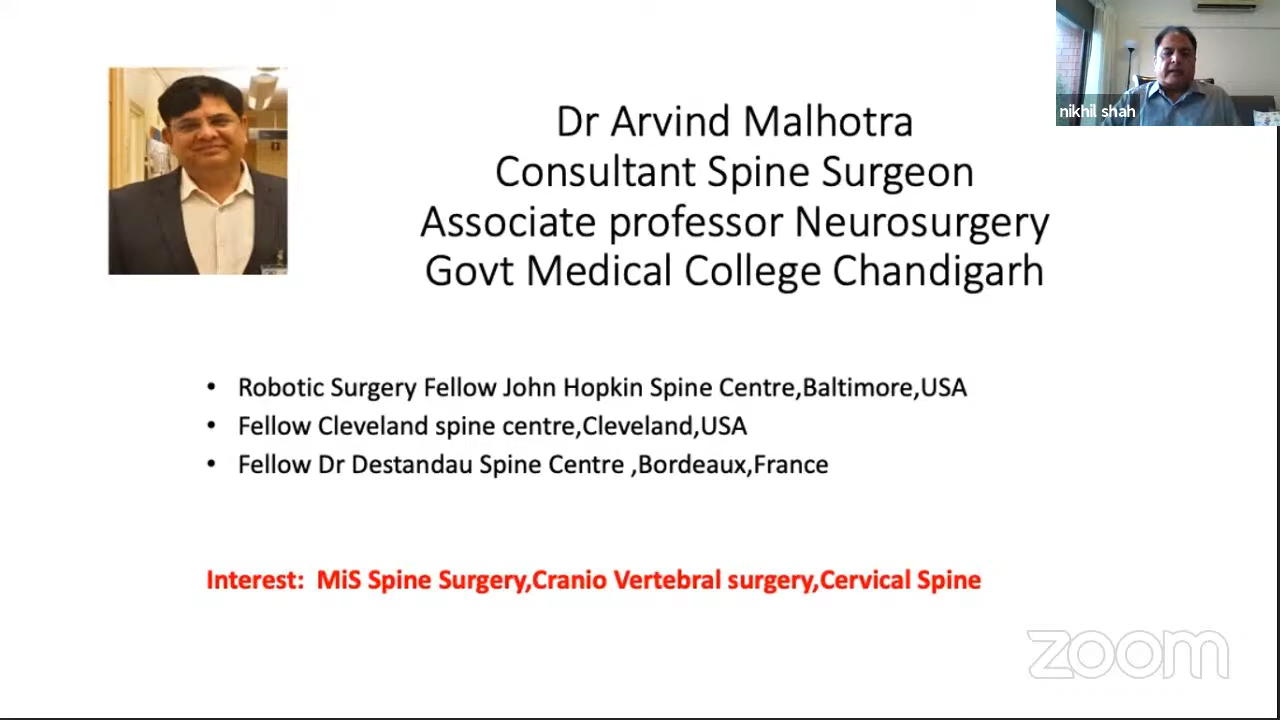 nikhil shah
Dr Arvind Malhotra
Consultant Spine Surgeon
Associate professor Neurosurgery
Govt Medical College Chandigarh
• Robotic Surgery Fellow John Hopkin Spine Centre,Baltimore,USA
• Fellow Cleveland spine centre,Cleveland,USA
• Fellow Dr Destandau Spine Centre ,Bordeaux,France
Interest: MiS Spine Surgery,Cranio Vertebral surgery,Cervical Spine
zoom